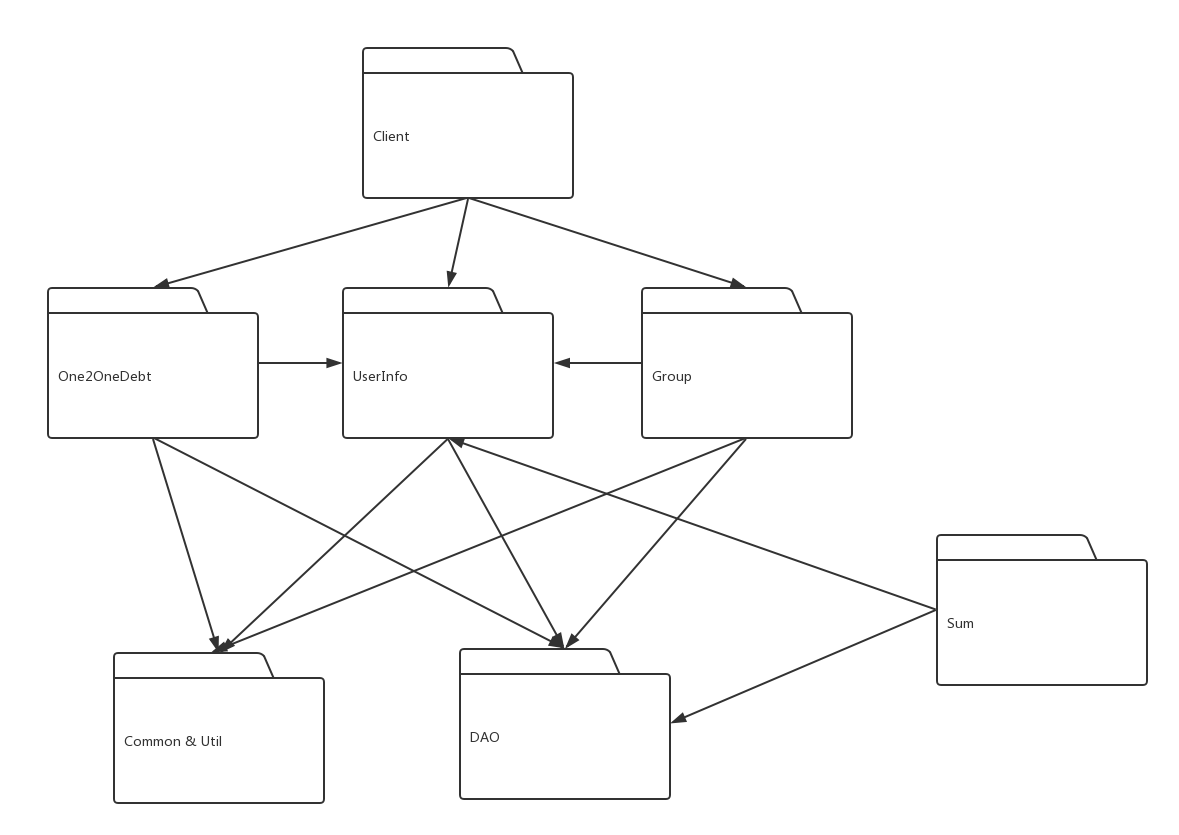 Client
One2OneDebt
UserInfo
Group
Sum
Common & Util
DAO